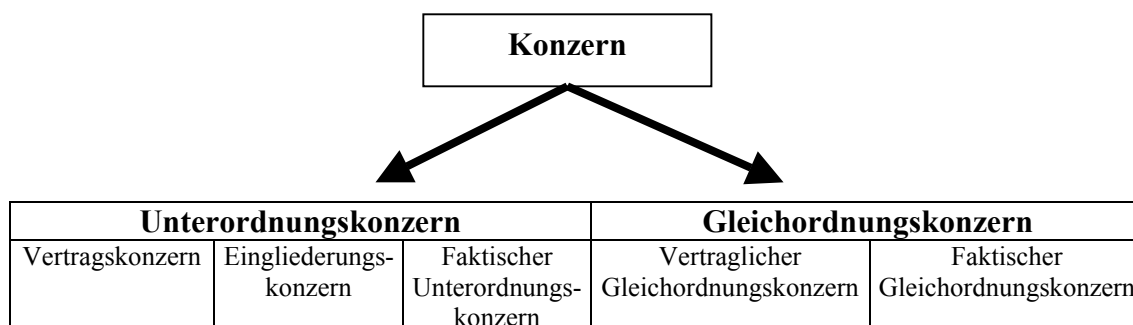 Konzern
Unterordnungskonzern
Gleichordnungskonzern
Vertragskonzern
Eingliederungs-
konzern
Faktischer
Unterordnungs-
konzern
Vertraglicher
Gleichordnungskonzern
Faktischer
Gleichordnungskonzern